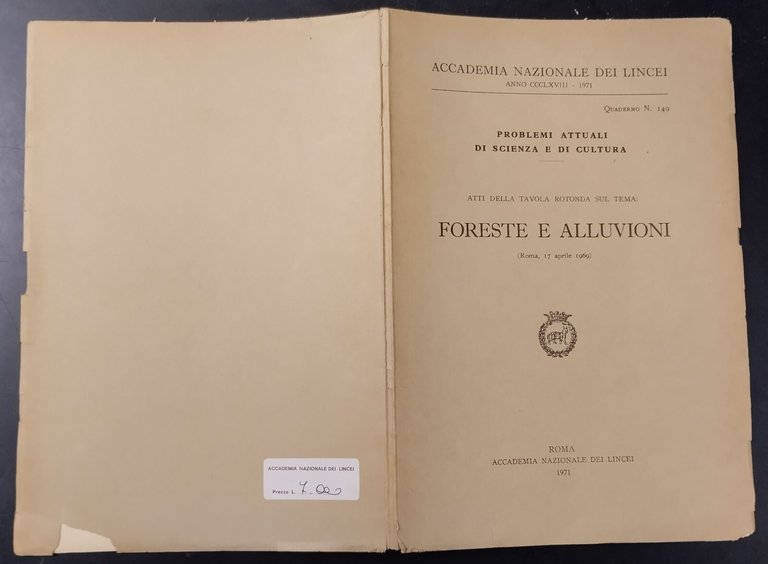 ACCADEMIA NAZIONALE DEI LINCEI
ANNO CCCLXVIII - 1971
QUADERNO N. 149
PROBLEMI ATTUALI
DI SCIENZA E DI CULTURA
ATTI DELLA TAVOLA ROTONDA SUL TEMA:
FORESTE E ALLUVIONI
(Roma, 17 aprile 1969)
ROMA
ACCADEMIA NAZIONALE DEI LINCEI
1971
ACCADEMIA NAZIONALE DEI LINCEI
Prezzo L.